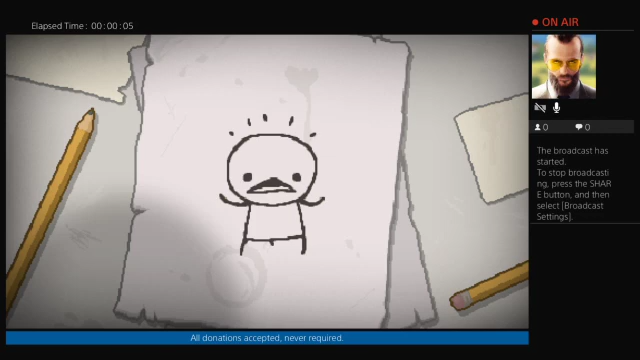 Elapsed Time : 00:00:05
ON AIR
0 0
The broadcast has
started.
To stop broadcasti
ng, press the SHAR
E button, and then
select [Broadcast
Settings].
All donations accepted, never required.